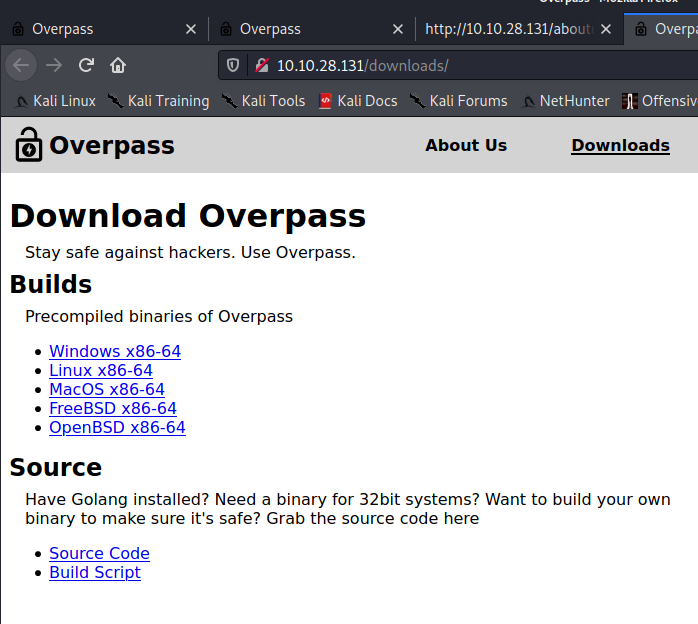 Overpass - Mozilla Firefox
Overpass
Overpass
http://10.10.28.131/about
Overpa
10.10.28.131/downloads/
Kali Linux
Kali Training
Kali Tools
Kali Docs
Kali Forums
NetHunter
Offensiv
Overpass
About Us
Downloads
Download Overpass
Stay safe against hackers. Use Overpass.
Builds
Precompiled binaries of Overpass
Windows x86-64
Linux x86-64
MacOS x86-64
FreeBSD x86-64
OpenBSD x86-64
Source
Have Golang installed? Need a binary for 32bit systems? Want to build your own
binary to make sure it's safe? Grab the source code here
Source Code
Build Script